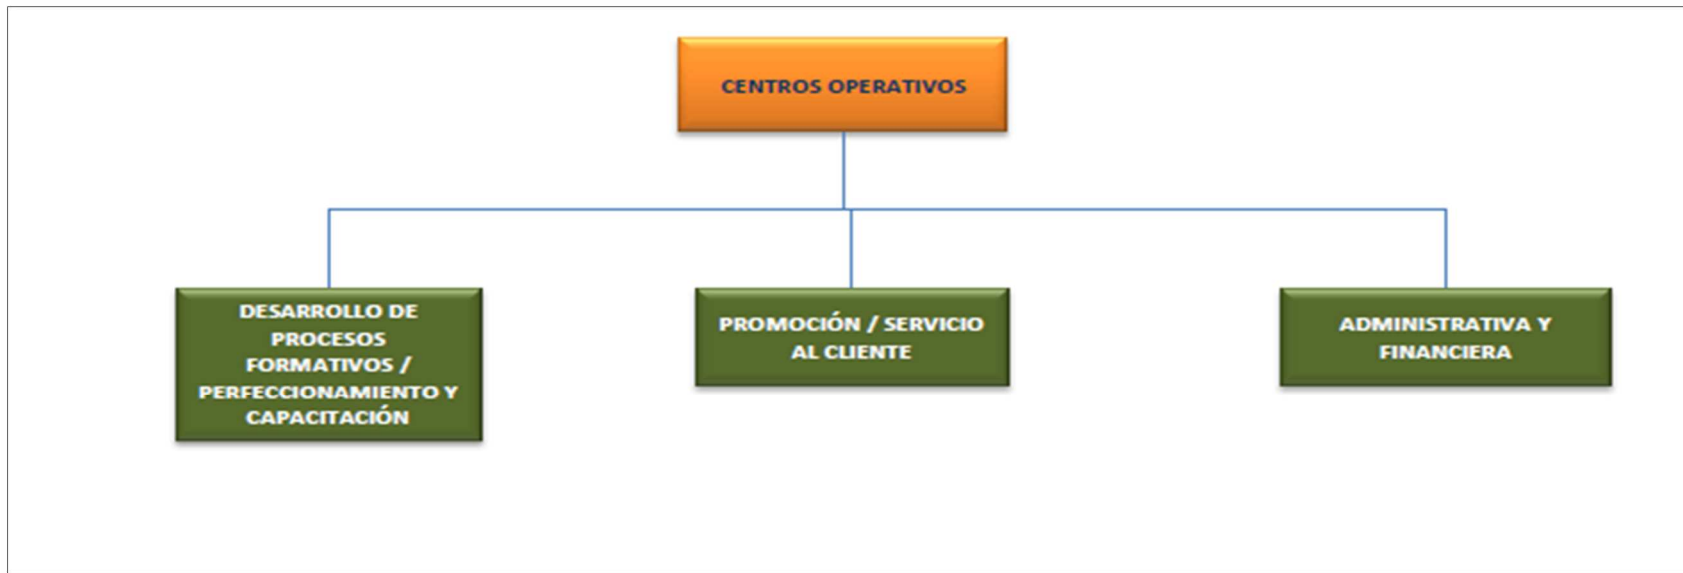 CENTROS OPERATIVOS
DESARROLLO DE
PROCESOS
FORMATIVOS /
PERFECCIONAMIENTO Y
CAPACITACIÓN
PROMOCIÓN / SERVICIO
AL CLIENTE
ADMINISTRATIVA Y
FINANCIERA